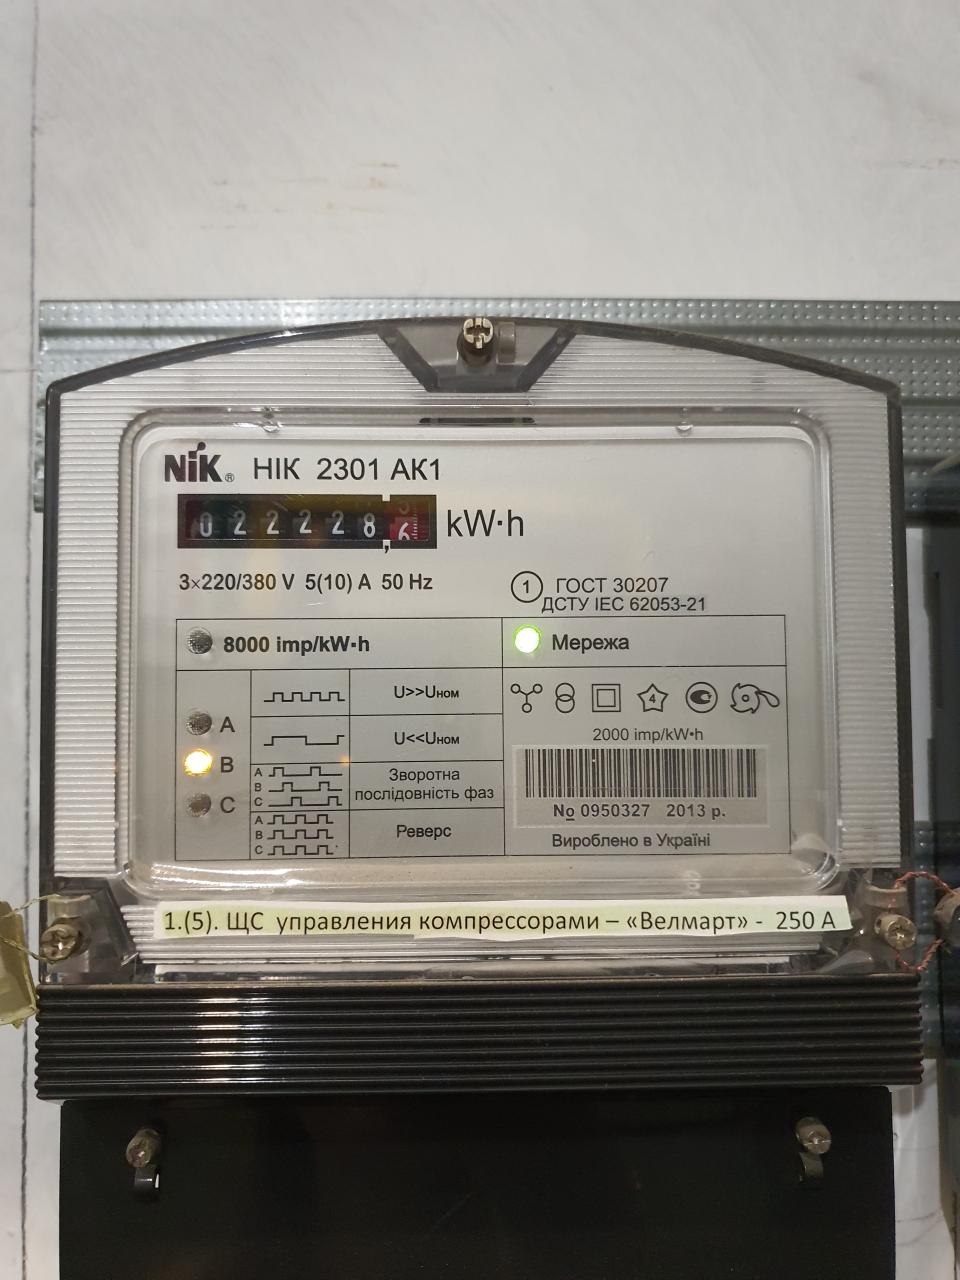 NiK® НІК 2301 АК1
022228,6 kW·h
3×220/380 V 5(10) A 50 Hz
1 ГОСТ 30207
ДСТУ IEC 62053-21
8000 imp/kW·h
Мережа
A
B
C
U>>Uном
U<<Uном
A
B
C
Зворотна
послідовність фаз
A
B
C
Реверс
4
2000 imp/kW·h
№ 0950327 2013 р.
Вироблено в Україні
1.(5). ЩС управления компрессорами – «Велмарт» - 250 А